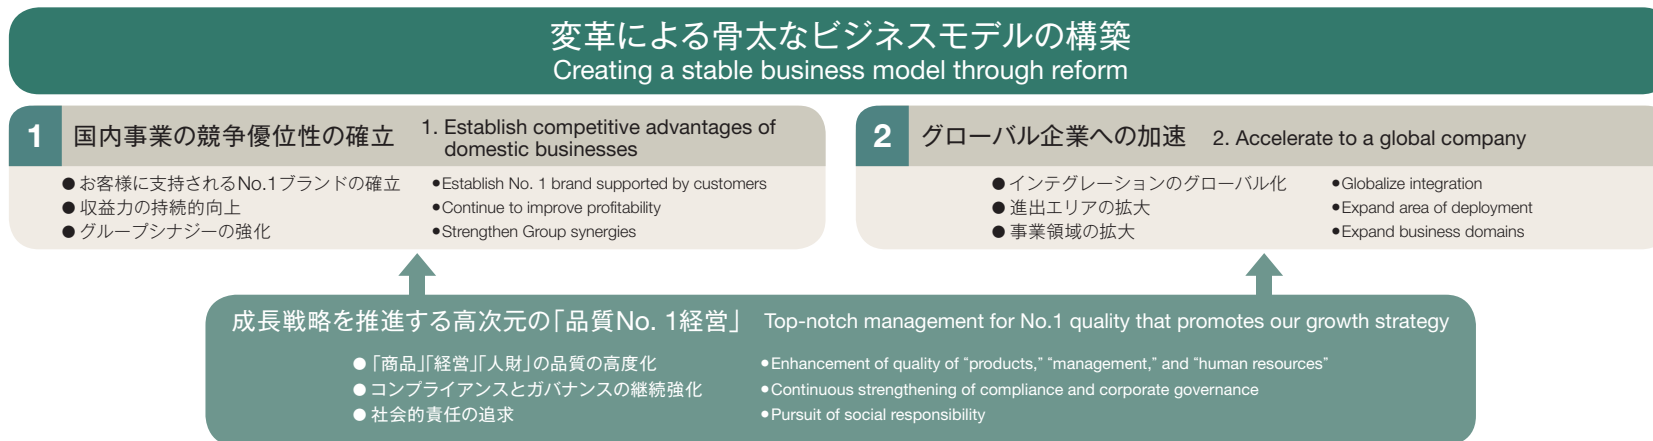 変革による骨太なビジネスモデルの構築
Creating a stable business model through reform
1 国内事業の競争優位性の確立
1. Establish competitive advantages of
domestic businesses
● お客様に支持されるNo.1ブランドの確立
● 収益力の持続的向上
● グループシナジーの強化
●Establish No. 1 brand supported by customers
●Continue to improve profitability
●Strengthen Group synergies
2 グローバル企業への加速 2. Accelerate to a global company
● インテグレーションのグローバル化
● 進出エリアの拡大
● 事業領域の拡大
●Globalize integration
●Expand area of deployment
●Expand business domains
成長戦略を推進する高次元の「品質No. 1経営」 Top-notch management for No.1 quality that promotes our growth strategy
● 「商品」「経営」「人財」の品質の高度化
● コンプライアンスとガバナンスの継続強化
● 社会的責任の追求
●Enhancement of quality of “products,” “management,” and “human resources”
●Continuous strengthening of compliance and corporate governance
●Pursuit of social responsibility